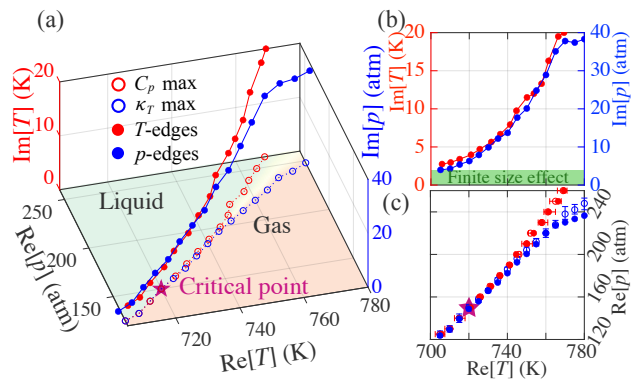 (a)
Im[T] (K)
20
10
0
C_p max
κ_T max
T-edges
p-edges
Liquid
Gas
Critical point
Im[p] (atm)
40
20
0
Re[p] (atm)
250
200
150
720
740
760
780
Re[T] (K)
(b)
Im[T] (K)
20
15
10
5
0
Im[p] (atm)
40
30
20
10
0
Finite size effect
(c)
240
200
160
120
Re[p] (atm)
700
740
780
Re[T] (K)